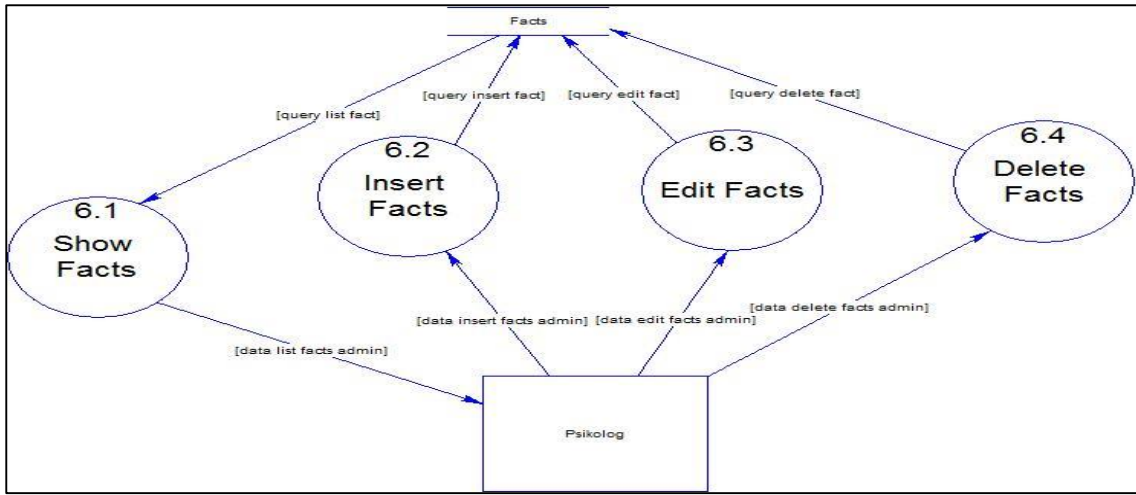 Facts
[query insert fact]
[query edit fact]
[query delete fact]
[query list fact]
6.1
Show
Facts
6.2
Insert
Facts
6.3
Edit Facts
6.4
Delete
Facts
[data insert facts admin]
[data edit facts admin]
[data delete facts admin]
[data list facts admin]
Psikolog